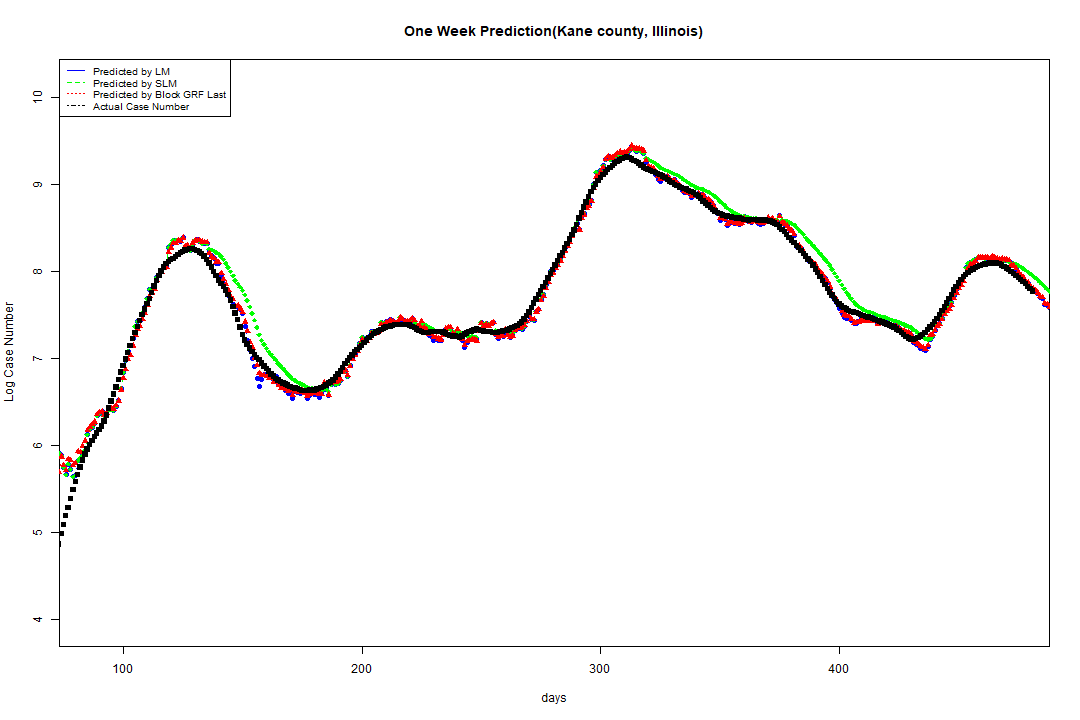 One Week Prediction(Kane county, Illinois)
Predicted by LM
Predicted by SLM
Predicted by Block GRF Last
Actual Case Number
10
9
8
7
6
5
4
Log Case Number
100 200 300 400
days